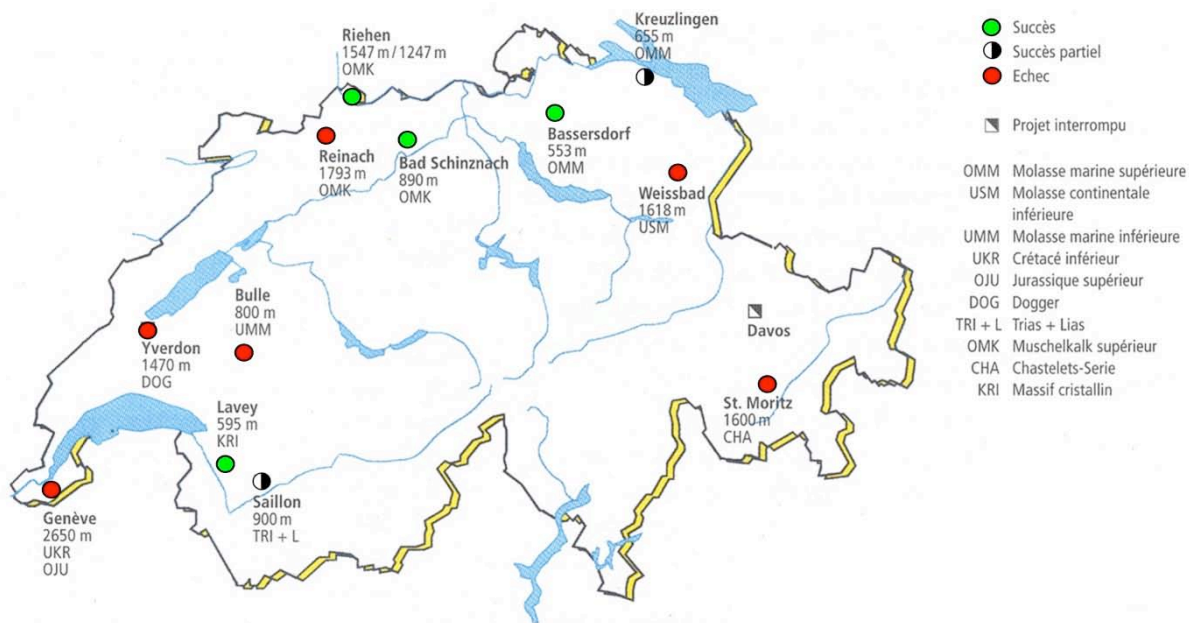 Kreuzlingen
655 m
OMM
Riehen
1547 m / 1247 m
OMK
Reinach
1793 m
OMK
Bad Schinznach
890 m
OMK
Bassersdorf
553 m
OMM
Weissbad
1618 m
USM
Bulle
800 m
UMM
Yverdon
1470 m
DOG
Davos
Lavey
595 m
KRI
St. Moritz
1600 m
CHA
Saillon
900 m
TRI + L
Genève
2650 m
UKR
OJU
Succès
Succès partiel
Echec
Projet interrompu
OMM Molasse marine supérieure
USM Molasse continentale
inférieure
UMM Molasse marine inférieure
UKR Crétacé inférieur
OJU Jurassique supérieur
DOG Dogger
TRI + L Trias + Lias
OMK Muschelkalk supérieur
CHA Chastelets-Serie
KRI Massif cristallin